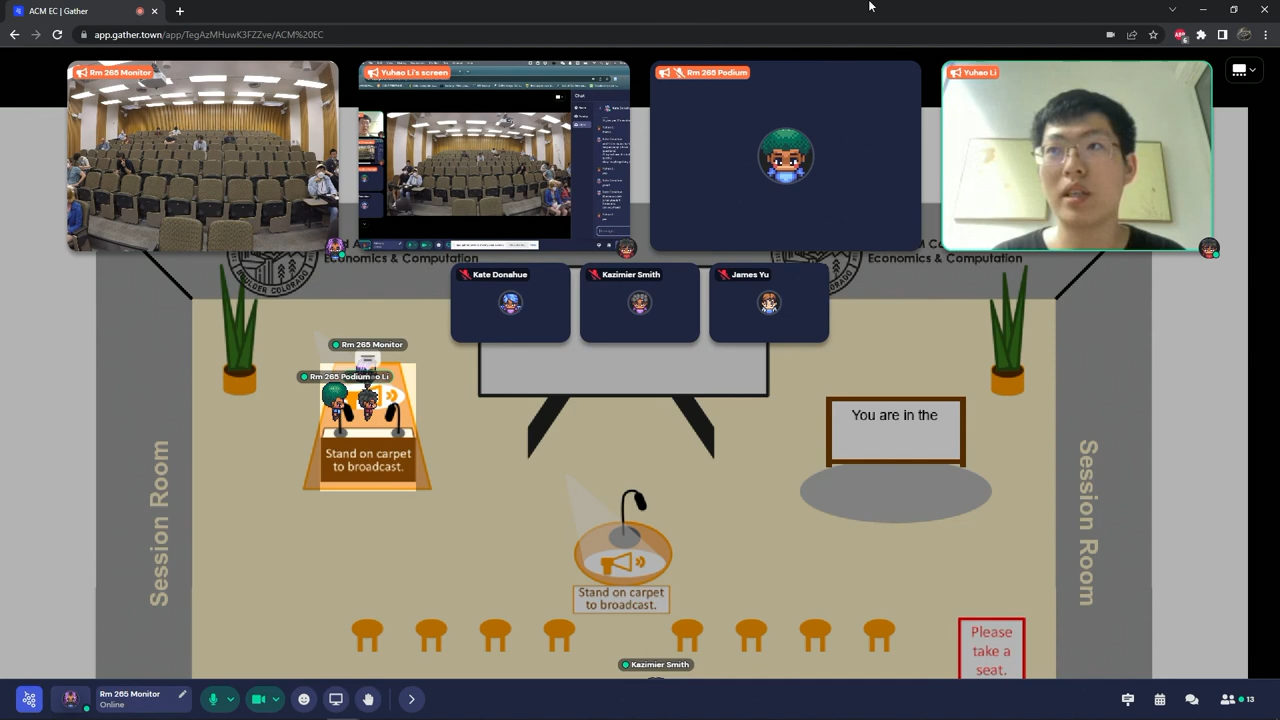 ACM EC | Gather
app.gather.town/app/TegAzMHuwK3FZZve/ACM%20EC
Rm 265 Monitor
Yuhao Li's screen
Rm 265 Podium
Yuhao Li
Chat
Economics & Computation
Economics & Computation
Kate Donahue
Kazimier Smith
James Yu
Rm 265 Monitor
Rm 265 Podium
o Li
Stand on carpet
to broadcast.
You are in the
Session Room
Session Room
Stand on carpet
to broadcast.
Please
take a
seat.
Kazimier Smith
Rm 265 Monitor
Online
13